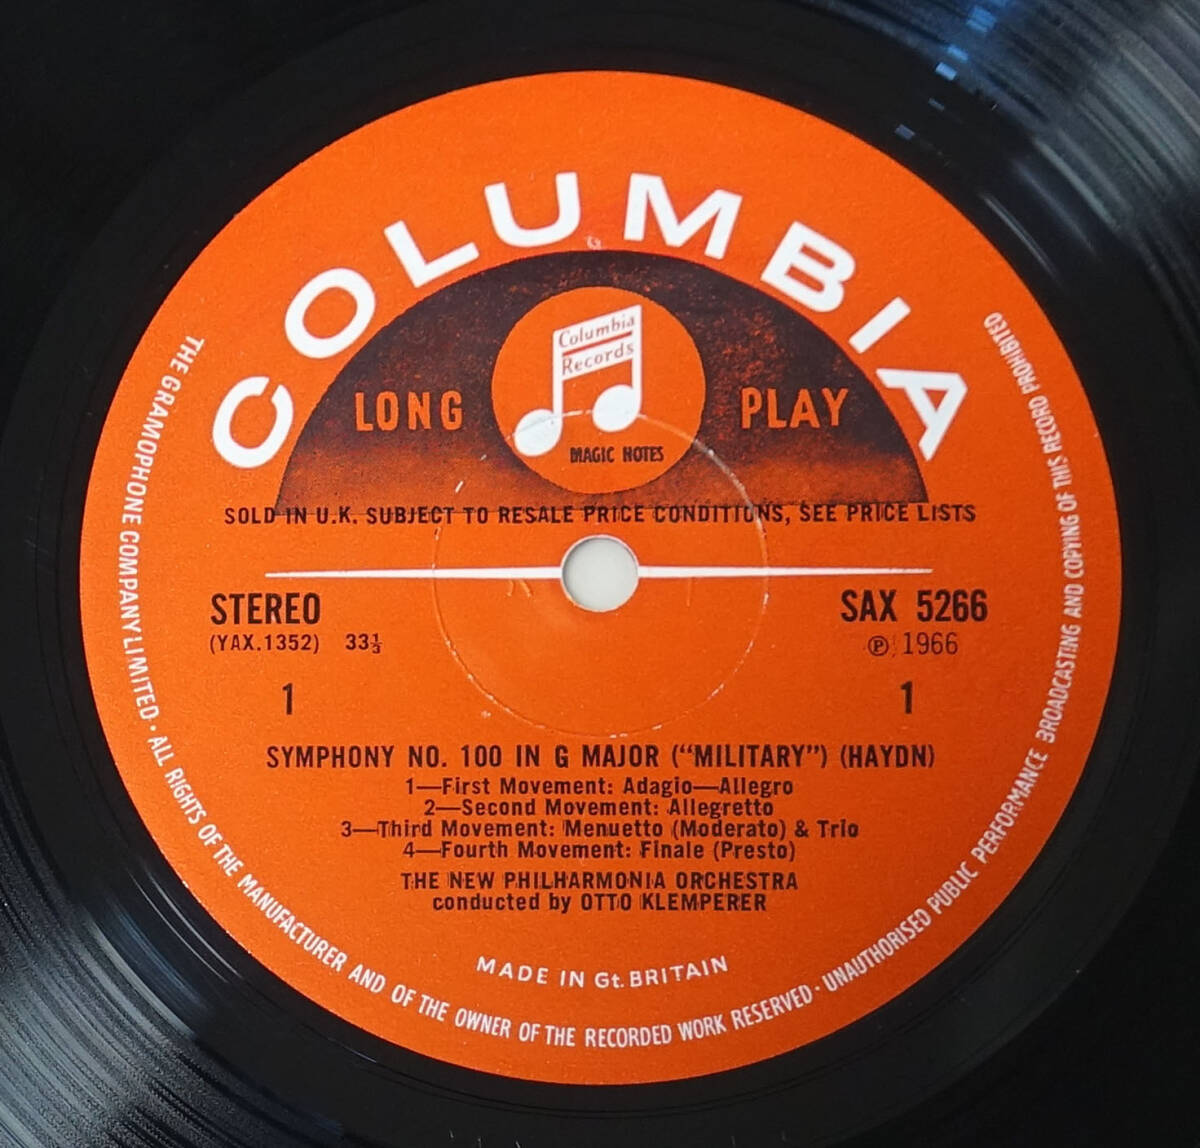 COLUMBIA
Columbia
Records
LONG PLAY
MAGIC NOTES
SOLD IN U.K. SUBJECT TO RESALE PRICE CONDITIONS, SEE PRICE LISTS
STEREO SAX 5266
(YAX.1352) 33⅓ ℗ 1966
1 1
SYMPHONY NO. 100 IN G MAJOR ("MILITARY") (HAYDN)
1—First Movement: Adagio—Allegro
2—Second Movement: Allegretto
3—Third Movement: Menuetto (Moderato) & Trio
4—Fourth Movement: Finale (Presto)
THE NEW PHILHARMONIA ORCHESTRA
conducted by OTTO KLEMPERER
MADE IN Gt. BRITAIN
THE GRAMOPHONE COMPANY LIMITED · ALL RIGHTS OF THE MANUFACTURER AND OF THE OWNER OF THE RECORDED WORK RESERVED · UNAUTHORISED PUBLIC PERFORMANCE BROADCASTING AND COPYING OF THIS RECORD PROHIBITED